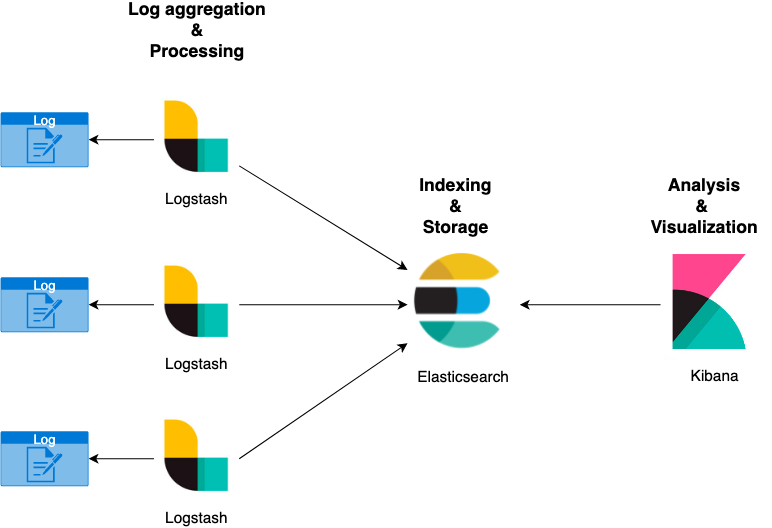 Log aggregation
&
Processing
Log
Logstash
Indexing
&
Storage
Analysis
&
Visualization
Log
Logstash
Elasticsearch
Kibana
Log
Logstash